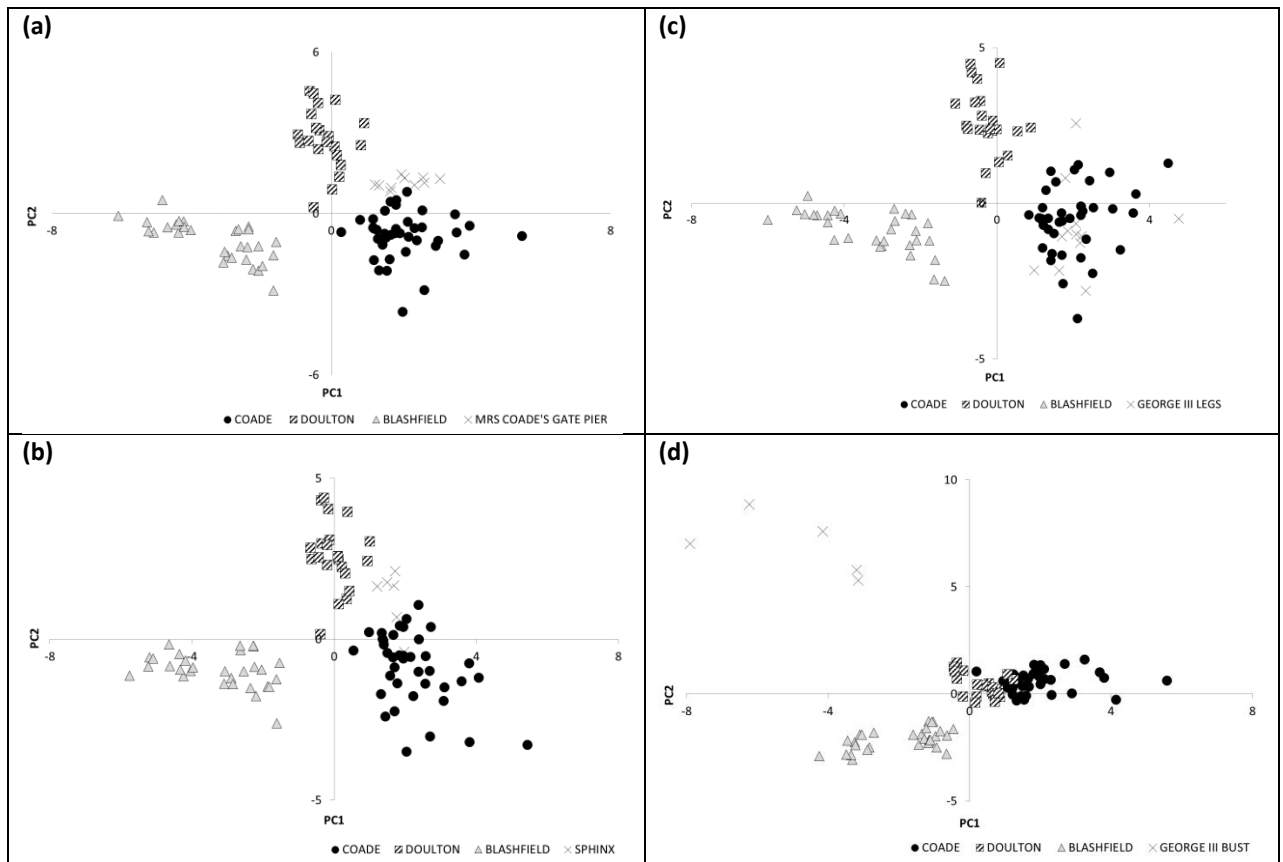 (a)
6
-8
0
8
PC2
-6
PC1
COADE DOULTON BLASHFIELD MRS COADE'S GATE PIER
(c)
5
-8
-4
0
4
8
PC2
-5
PC1
COADE DOULTON BLASHFIELD GEORGE III LEGS
(b)
5
-8
-4
0
4
8
PC2
-5
PC1
COADE DOULTON BLASHFIELD SPHINX
(d)
10
5
-8
-4
0
4
8
PC2
-5
PC1
COADE DOULTON BLASHFIELD GEORGE III BUST